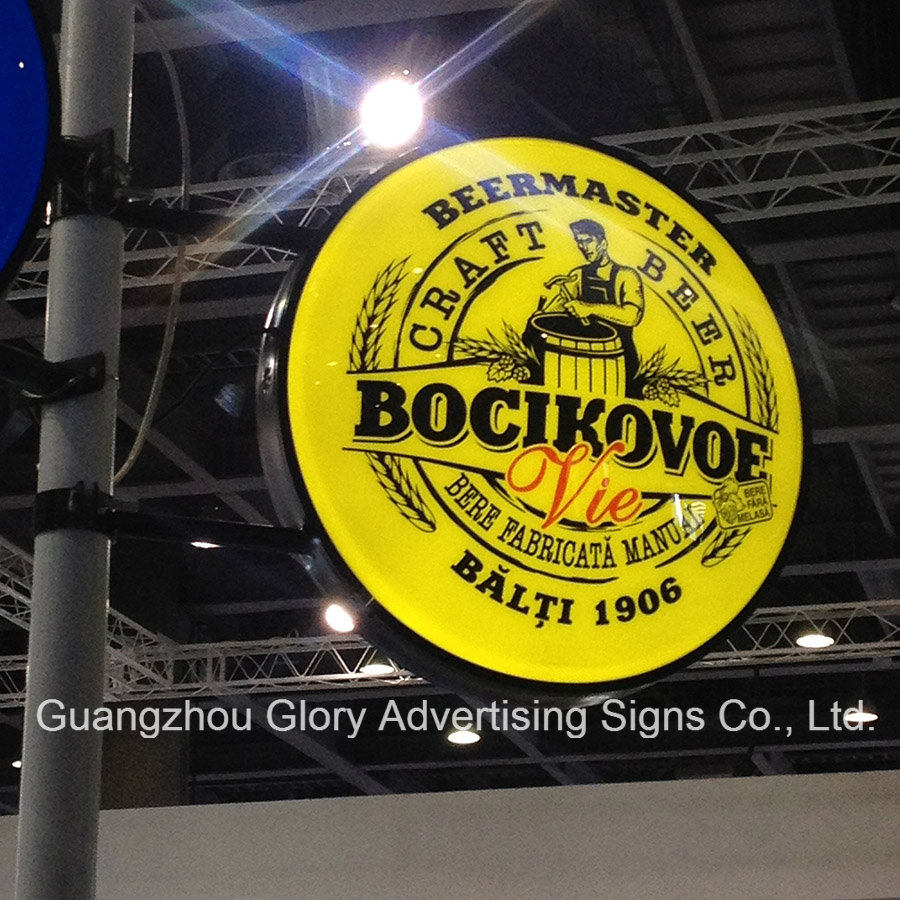 BEERMASTER
CRAFT BEER
BOCIKOVOE
Vie
BERE FABRICATĂ MANUAL
BERE
FĂRĂ
MELASĂ
BĂLȚI 1906
Guangzhou Glory Advertising Signs Co., Ltd.